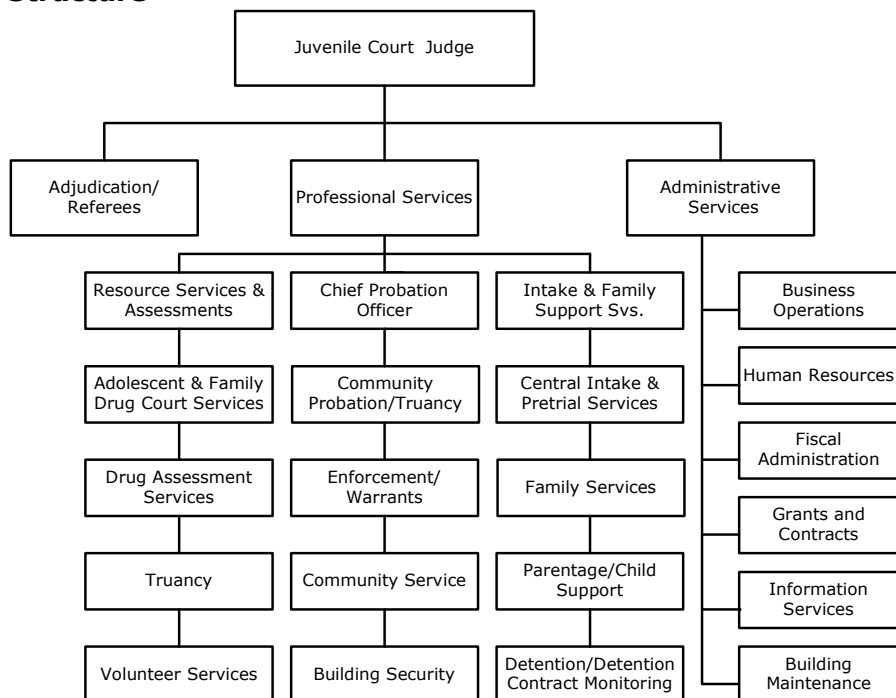 Structure
Juvenile Court Judge
Adjudication/
Referees
Professional Services
Administrative
Services
Resource Services &
Assessments
Adolescent & Family
Drug Court Services
Drug Assessment
Services
Truancy
Volunteer Services
Chief Probation
Officer
Community
Probation/Truancy
Enforcement/
Warrants
Community Service
Building Security
Intake & Family
Support Svs.
Central Intake &
Pretrial Services
Family Services
Parentage/Child
Support
Detention/Detention
Contract Monitoring
Business
Operations
Human Resources
Fiscal
Administration
Grants and
Contracts
Information
Services
Building
Maintenance